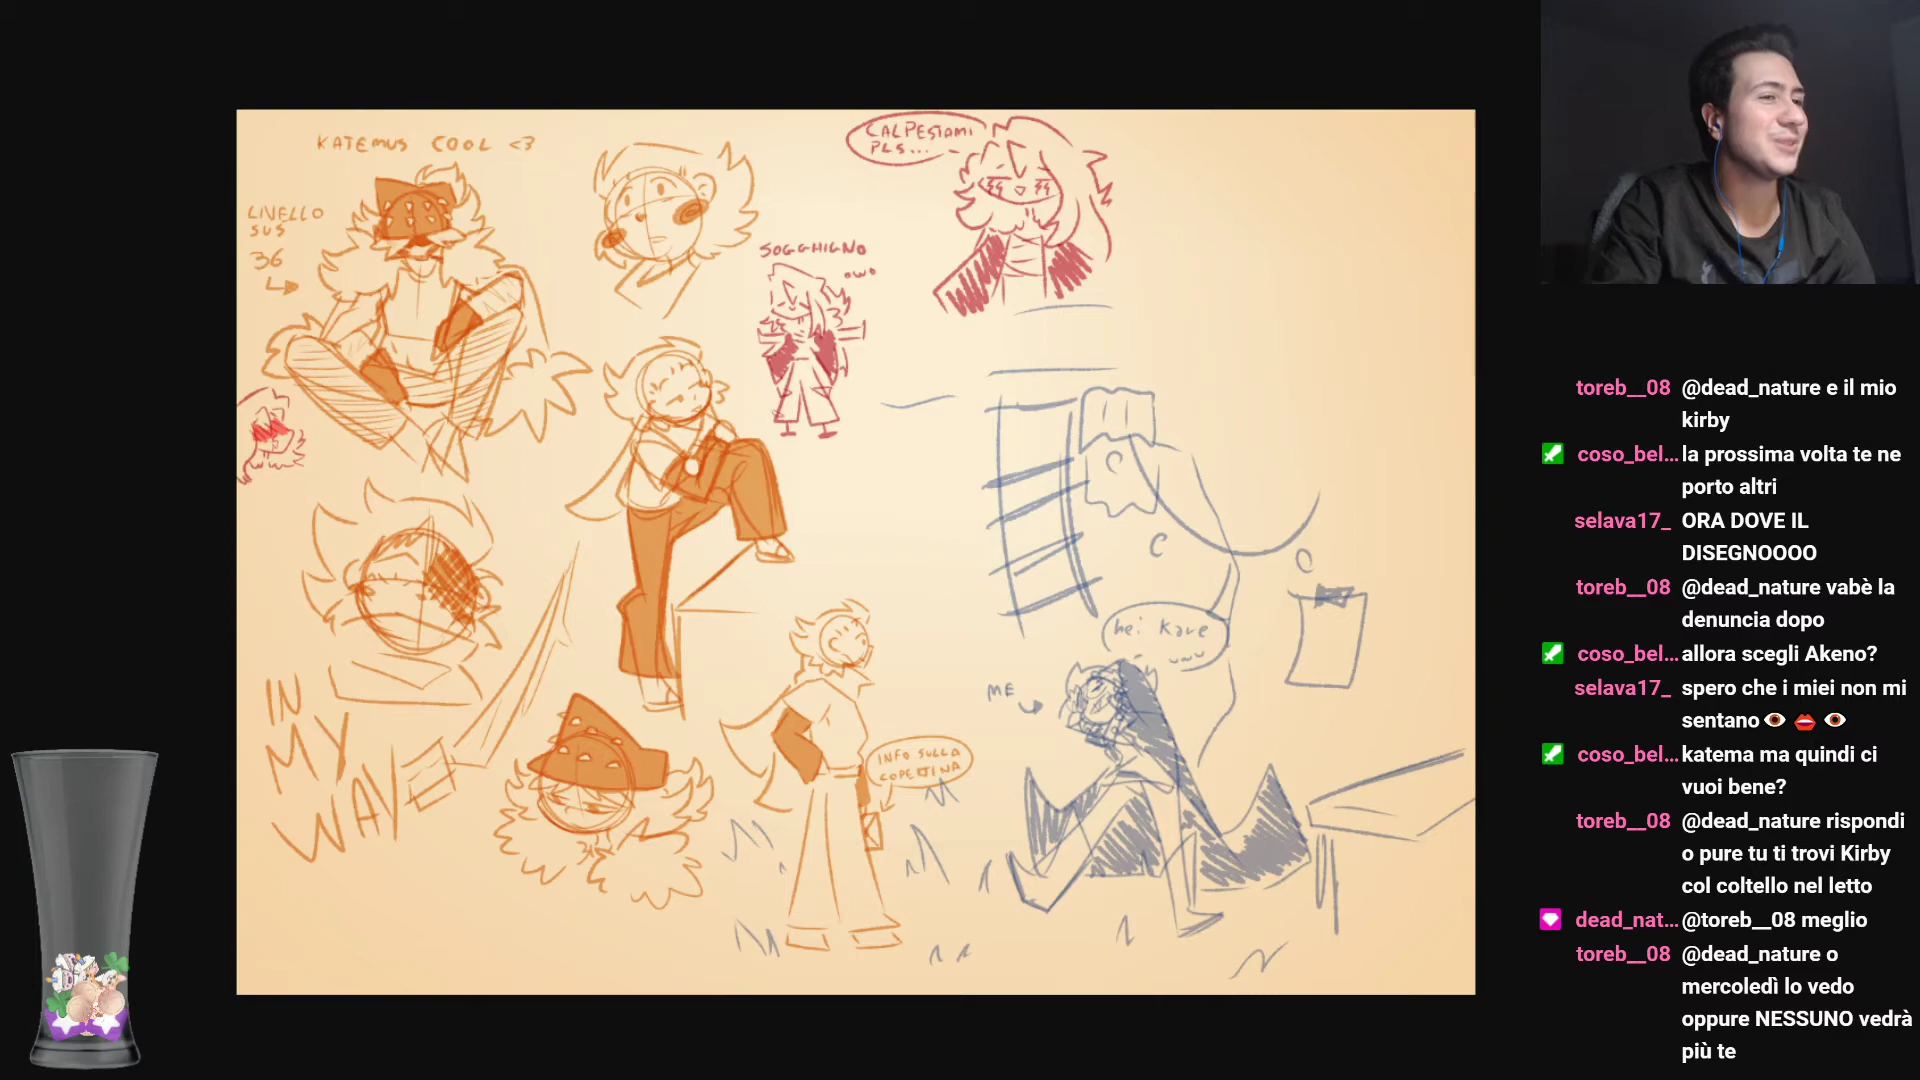 KATEMUS COOL <3
LIVELLO
SUS
36
CALPESTAMI
PLS...
SOGGHIGNO
OWO
IN
MY
WAY
INFO SULLA
COPERTINA
hei Kave
uwu
ME
toreb__08 @dead_nature e il mio
kirby
coso_bel... la prossima volta te ne
porto altri
selava17_ ORA DOVE IL
DISEGNOOOO
toreb__08 @dead_nature vabè la
denuncia dopo
coso_bel... allora scegli Akeno?
selava17_ spero che i miei non mi
sentano👁️ 🫦 👁️
coso_bel... katema ma quindi ci
vuoi bene?
toreb__08 @dead_nature rispondi
o pure tu ti trovi Kirby
col coltello nel letto
dead_nat... @toreb__08 meglio
toreb__08 @dead_nature o
mercoledì lo vedo
oppure NESSUNO vedrà
più te